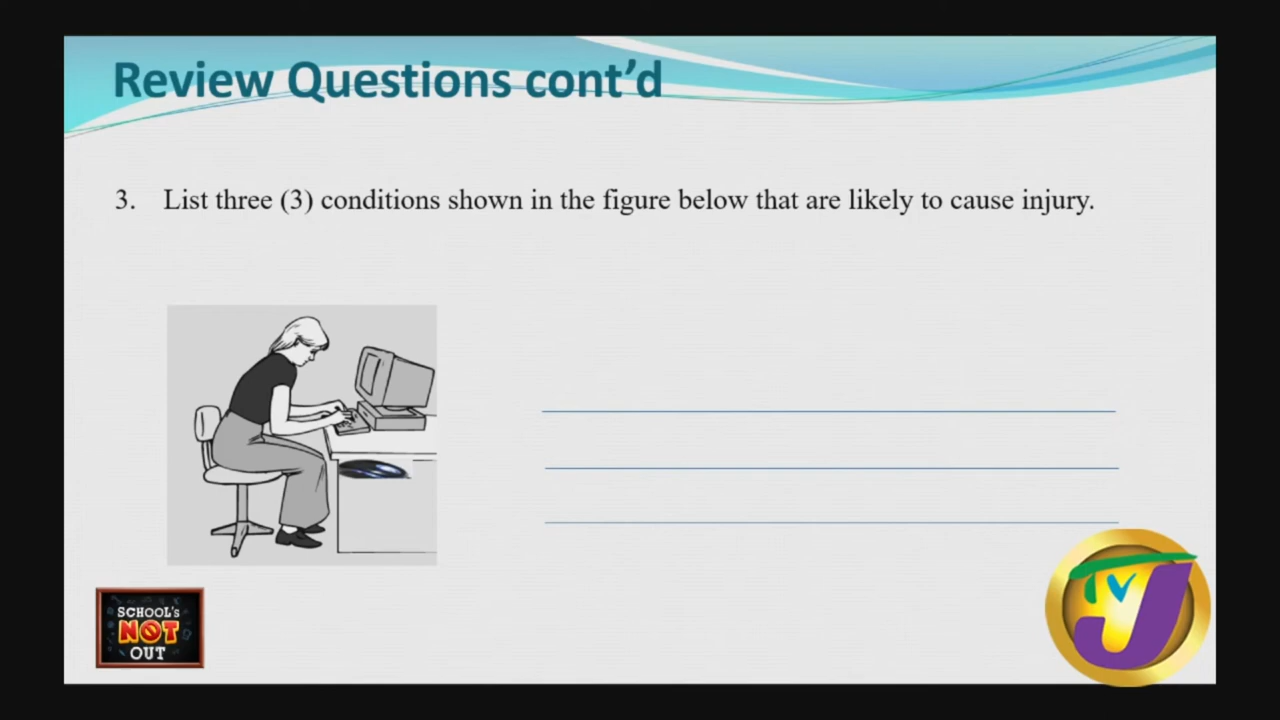 Review Questions cont'd
3. List three (3) conditions shown in the figure below that are likely to cause injury.
SCHOOL's
NOT
OUT
TVJ